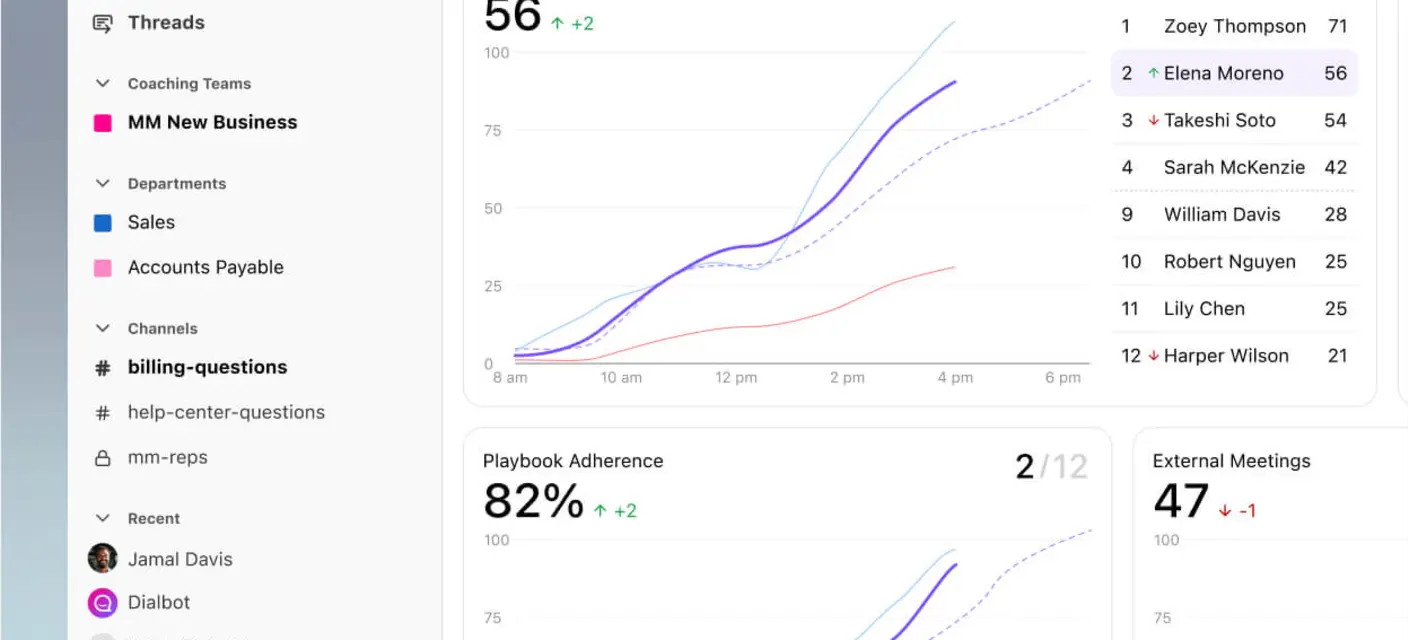 Threads
Coaching Teams
MM New Business
Departments
Sales
Accounts Payable
Channels
# billing-questions
# help-center-questions
mm-reps
Recent
Jamal Davis
Dialbot
56 ↑ +2
100
75
50
25
0
8 am 10 am 12 pm 2 pm 4 pm 6 pm
1 Zoey Thompson 71
2 ↑ Elena Moreno 56
3 ↓ Takeshi Soto 54
4 Sarah McKenzie 42
9 William Davis 28
10 Robert Nguyen 25
11 Lily Chen 25
12 ↓ Harper Wilson 21
Playbook Adherence
2/12
82% ↑ +2
100
75
External Meetings
47 ↓ -1
100
75